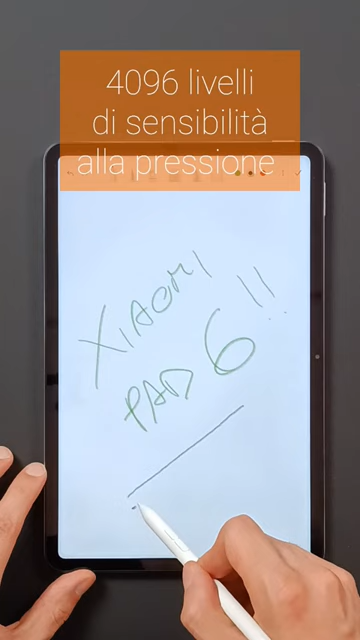 4096 livelli
di sensibilità
alla pressione
XIAOMI
PAD 6!!